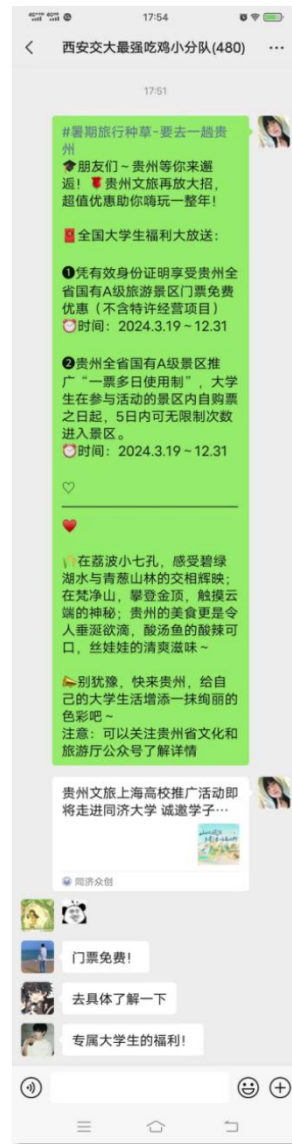 17:54
西安交大最强吃鸡小分队(480)
17:51
#暑期旅行种草-要去一趟贵
州
朋友们~贵州等你来邂
逅！贵州文旅再放大招，
超值优惠助你嗨玩一整年！
全国大学生福利大放送：
❶凭有效身份证明享受贵州全
省国有A级旅游景区门票免费
优惠（不含特许经营项目）
时间：2024.3.19~12.31
❷贵州全省国有A级景区推
广“一票多日使用制”，大学
生在参与活动的景区内自购票
之日起，5日内可无限制次数
进入景区。
时间：2024.3.19~12.31
在荔波小七孔，感受碧绿
湖水与青葱山林的交相辉映；
在梵净山，攀登金顶，触摸云
端的神秘；贵州的美食更是令
人垂涎欲滴，酸汤鱼的酸辣可
口，丝娃娃的清爽滋味~
别犹豫，快来贵州，给自
己的大学生活增添一抹绚丽的
色彩吧~
注意：可以关注贵州省文化和
旅游厅公众号了解详情
贵州文旅上海高校推广活动即
将走进同济大学 诚邀学子…
同济众创
门票免费！
去具体了解一下
专属大学生的福利！